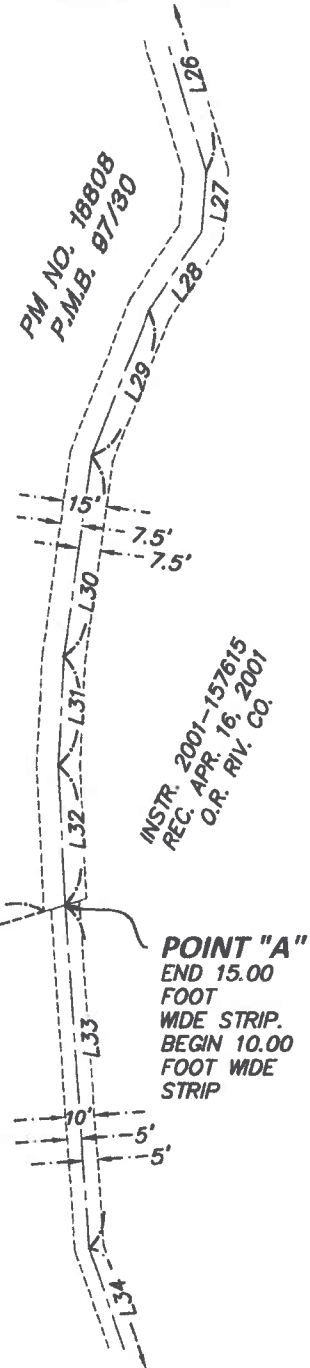 L26
PM NO. 18808
P.M.B. 97/30
L27
L28
L29
15'
7.5'
7.5'
L30
L31
INSTR. 2001-157615
REC. APR. 16, 2001
O.R. RIV. CO.
L32
POINT "A"
END 15.00
FOOT
WIDE STRIP.
BEGIN 10.00
FOOT WIDE
STRIP
L33
10'
5'
5'
L34